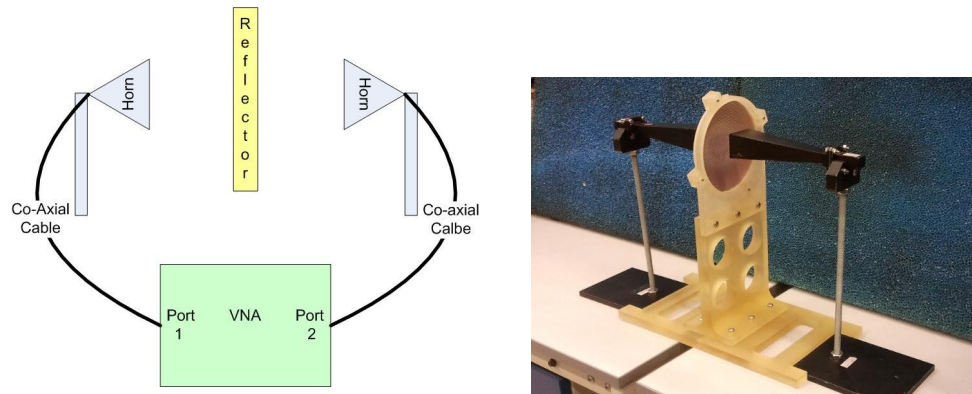 Reflector
Horn
Horn
Co-Axial
Cable
Co-axial
Calbe
Port
1
VNA
Port
2